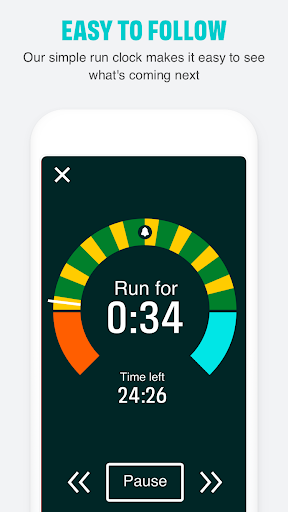 EASY TO FOLLOW
Our simple run clock makes it easy to see
what's coming next
Run for
0:34
Time left
24:26
Pause